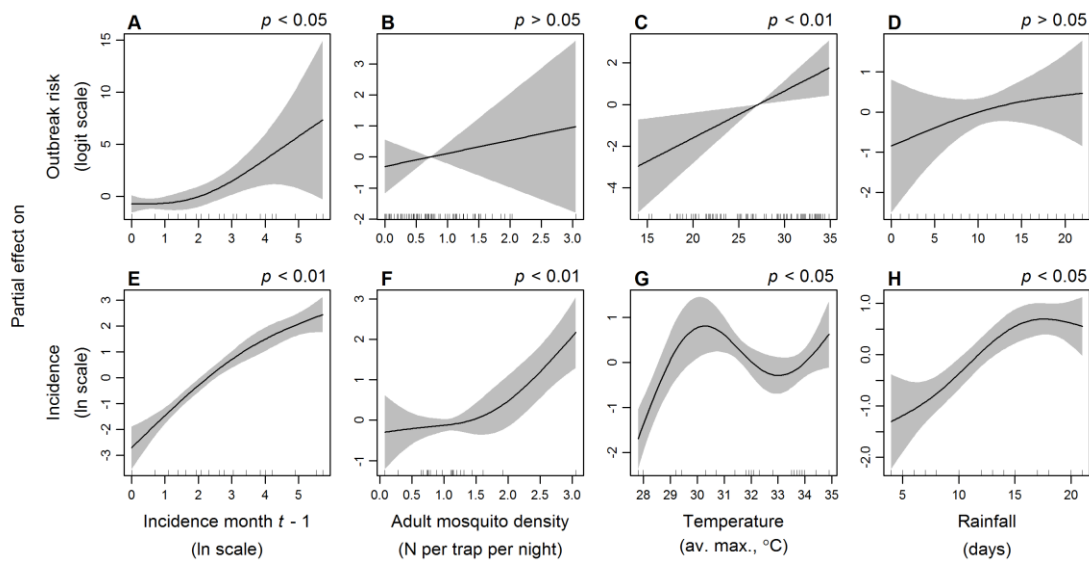 A p < 0.05
B p > 0.05
C p < 0.01
D p > 0.05
Partial effect on
Outbreak risk
(logit scale)
0 5 10 15
0 1 2 3 4 5
-2 -1 0 1 2 3
0.0 0.5 1.0 1.5 2.0 2.5 3.0
-4 -2 0 2
15 20 25 30 35
-2 -1 0 1
0 5 10 15 20
E p < 0.01
F p < 0.01
G p < 0.05
H p < 0.05
Incidence
(ln scale)
-3 -2 -1 0 1 2 3
0 1 2 3 4 5
-1 0 1 2 3
0.0 0.5 1.0 1.5 2.0 2.5 3.0
-2 -1 0 1
28 29 30 31 32 33 34 35
-2.0 -1.0 0.0 1.0
5 10 15 20
Incidence month t - 1
(ln scale)
Adult mosquito density
(N per trap per night)
Temperature
(av. max., °C)
Rainfall
(days)